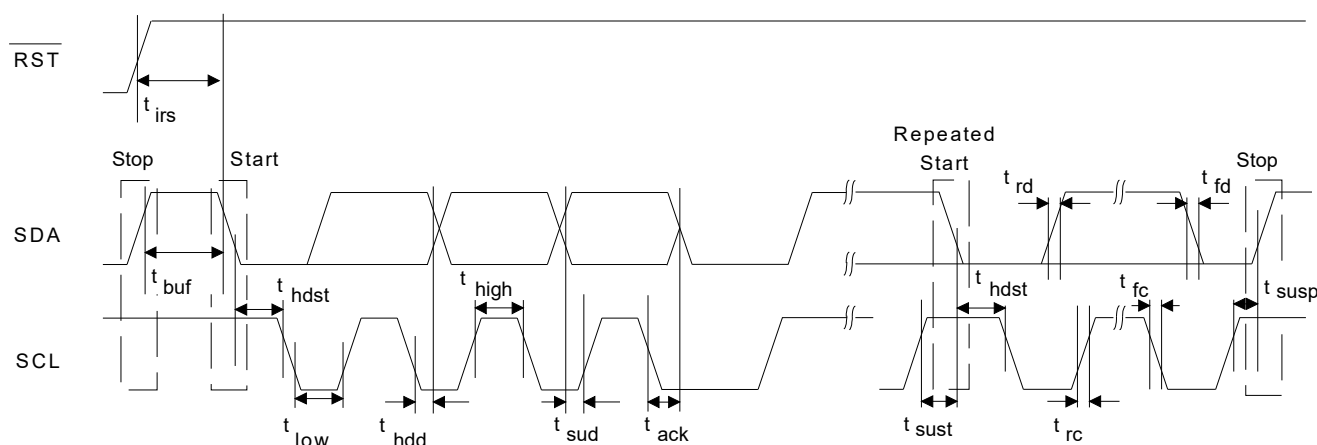 RST
t irs
Repeated
Stop
Start
Start
Stop
t rd
t fd
SDA
t buf
t hdst
t high
t hdst
t fc
t susp
SCL
t low
t hdd
t sud
t ack
t sust
t rc